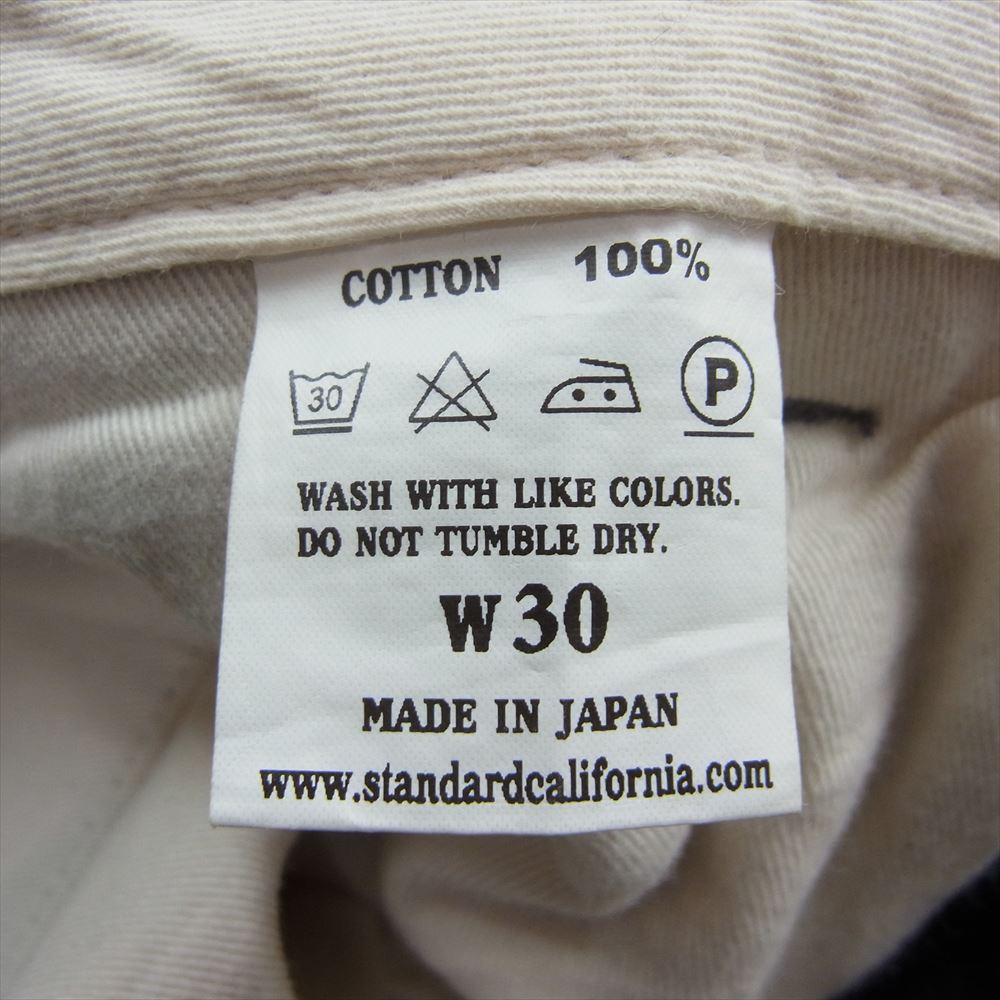 COTTON 100%
30 P
WASH WITH LIKE COLORS.
DO NOT TUMBLE DRY.
W30
MADE IN JAPAN
www.standardcalifornia.com